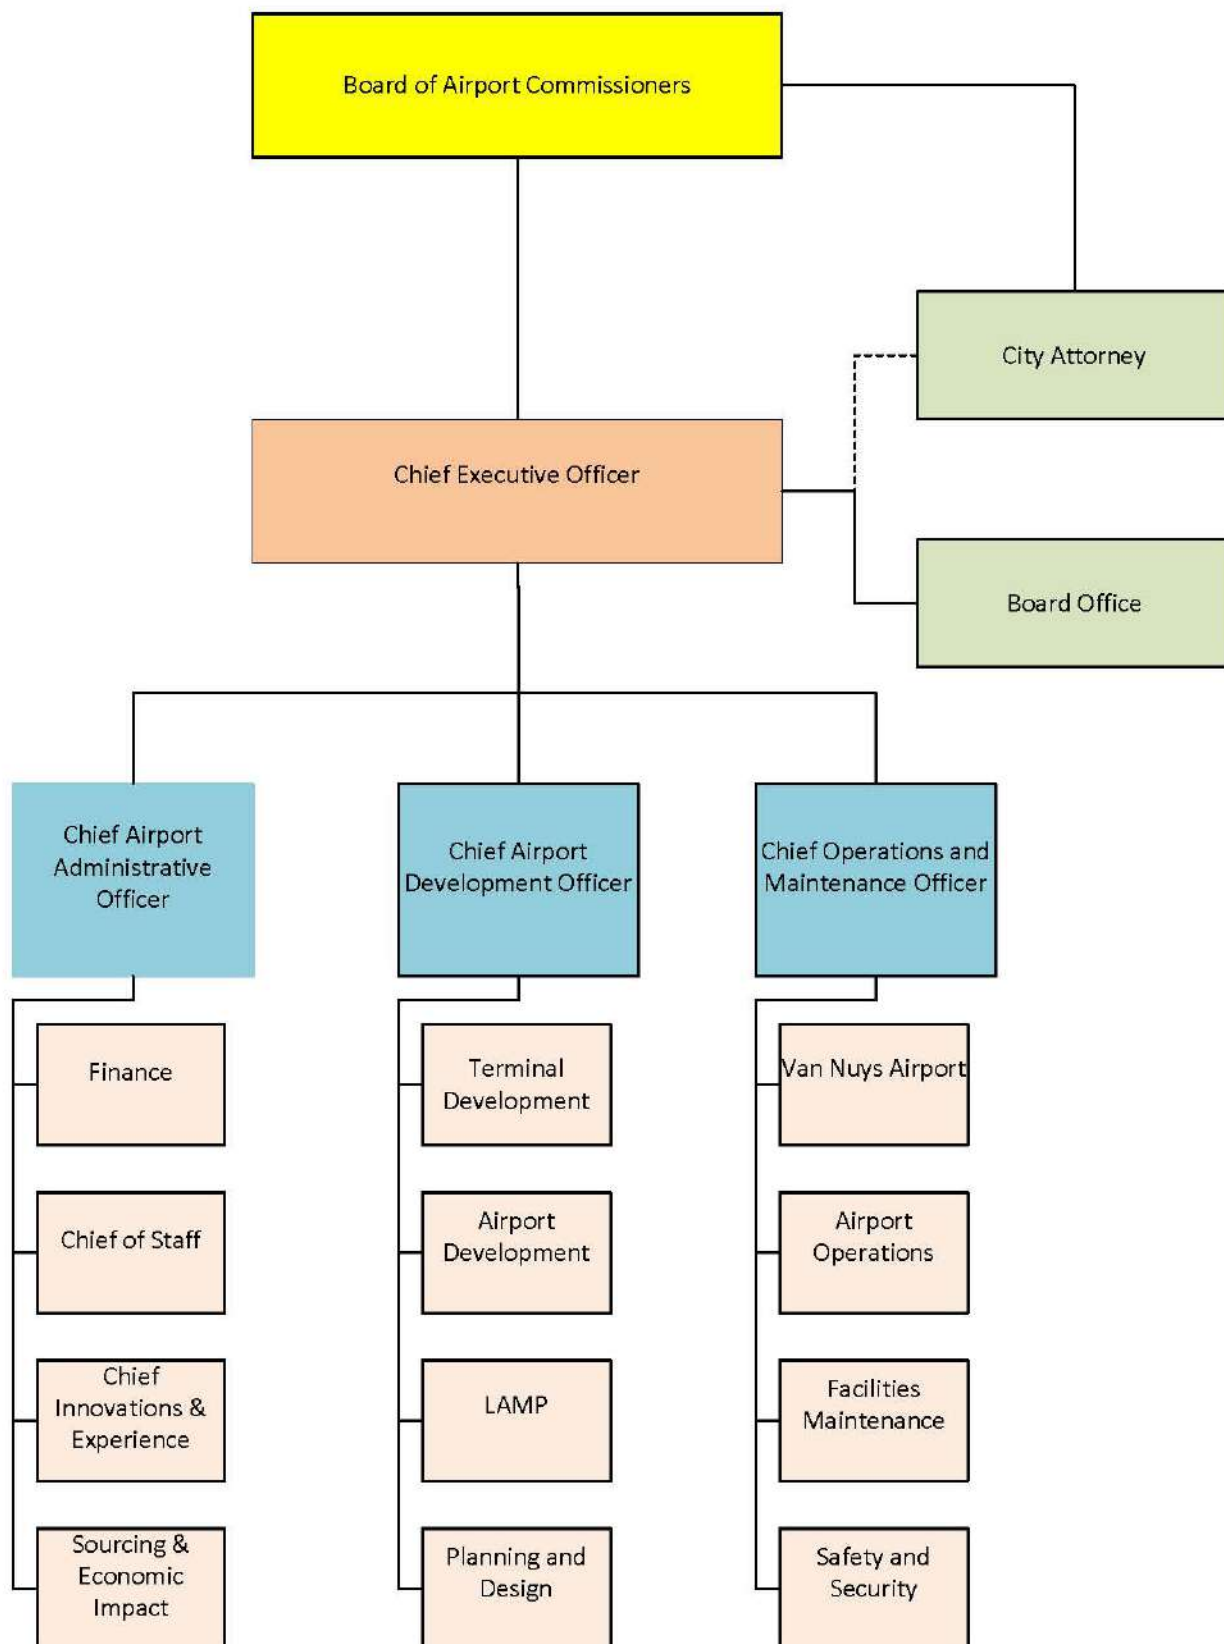 Board of Airport Commissioners
City Attorney
Chief Executive Officer
Board Office
Chief Airport
Administrative
Officer
Chief Airport
Development Officer
Chief Operations and
Maintenance Officer
Finance
Terminal
Development
Van Nuys Airport
Chief of Staff
Airport
Development
Airport
Operations
Chief
Innovations &
Experience
LAMP
Facilities
Maintenance
Sourcing &
Economic
Impact
Planning and
Design
Safety and
Security